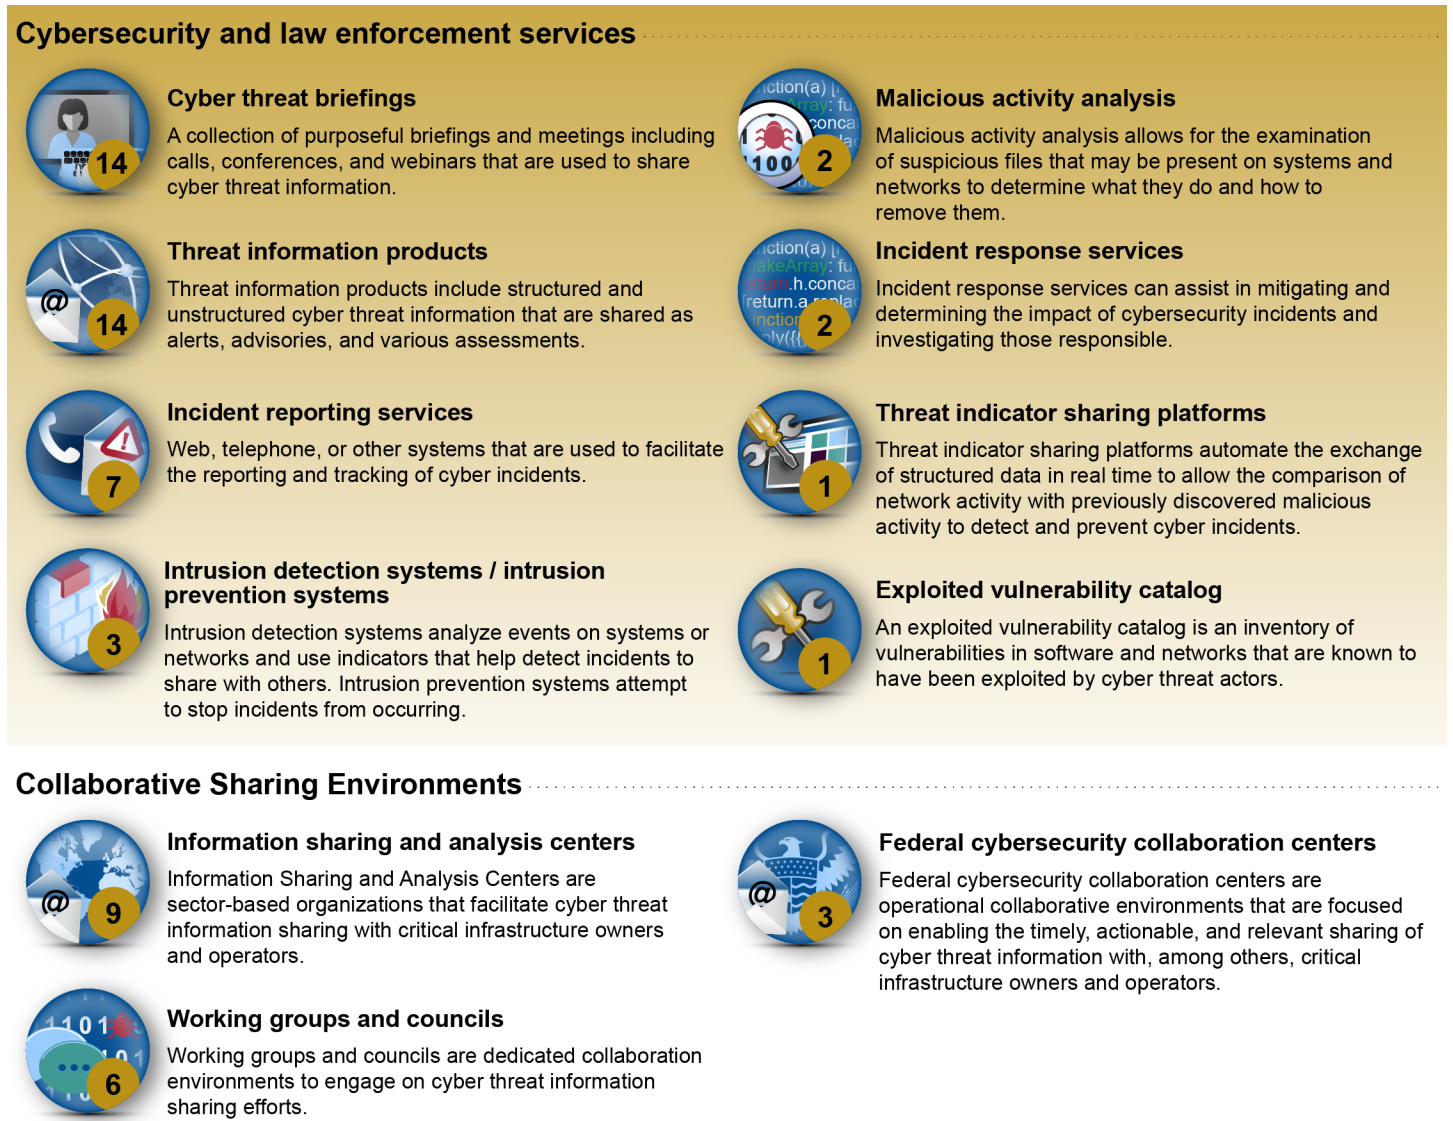 Cybersecurity and law enforcement services
14
Cyber threat briefings
A collection of purposeful briefings and meetings including
calls, conferences, and webinars that are used to share
cyber threat information.
@
14
Threat information products
Threat information products include structured and
unstructured cyber threat information that are shared as
alerts, advisories, and various assessments.
!
7
Incident reporting services
Web, telephone, or other systems that are used to facilitate
the reporting and tracking of cyber incidents.
3
Intrusion detection systems / intrusion
prevention systems
Intrusion detection systems analyze events on systems or
networks and use indicators that help detect incidents to
share with others. Intrusion prevention systems attempt
to stop incidents from occurring.
nction(a) [
Array: fu
conca
1100
2
Malicious activity analysis
Malicious activity analysis allows for the examination
of suspicious files that may be present on systems and
networks to determine what they do and how to
remove them.
nction(a) [
akeArray: fu
return.h.conca
[return.a.replac
nction
ply({{
2
Incident response services
Incident response services can assist in mitigating and
determining the impact of cybersecurity incidents and
investigating those responsible.
1
Threat indicator sharing platforms
Threat indicator sharing platforms automate the exchange
of structured data in real time to allow the comparison of
network activity with previously discovered malicious
activity to detect and prevent cyber incidents.
1
Exploited vulnerability catalog
An exploited vulnerability catalog is an inventory of
vulnerabilities in software and networks that are known to
have been exploited by cyber threat actors.
Collaborative Sharing Environments
@
9
Information sharing and analysis centers
Information Sharing and Analysis Centers are
sector-based organizations that facilitate cyber threat
information sharing with critical infrastructure owners
and operators.
1101
101
6
Working groups and councils
Working groups and councils are dedicated collaboration
environments to engage on cyber threat information
sharing efforts.
@
3
Federal cybersecurity collaboration centers
Federal cybersecurity collaboration centers are
operational collaborative environments that are focused
on enabling the timely, actionable, and relevant sharing of
cyber threat information with, among others, critical
infrastructure owners and operators.